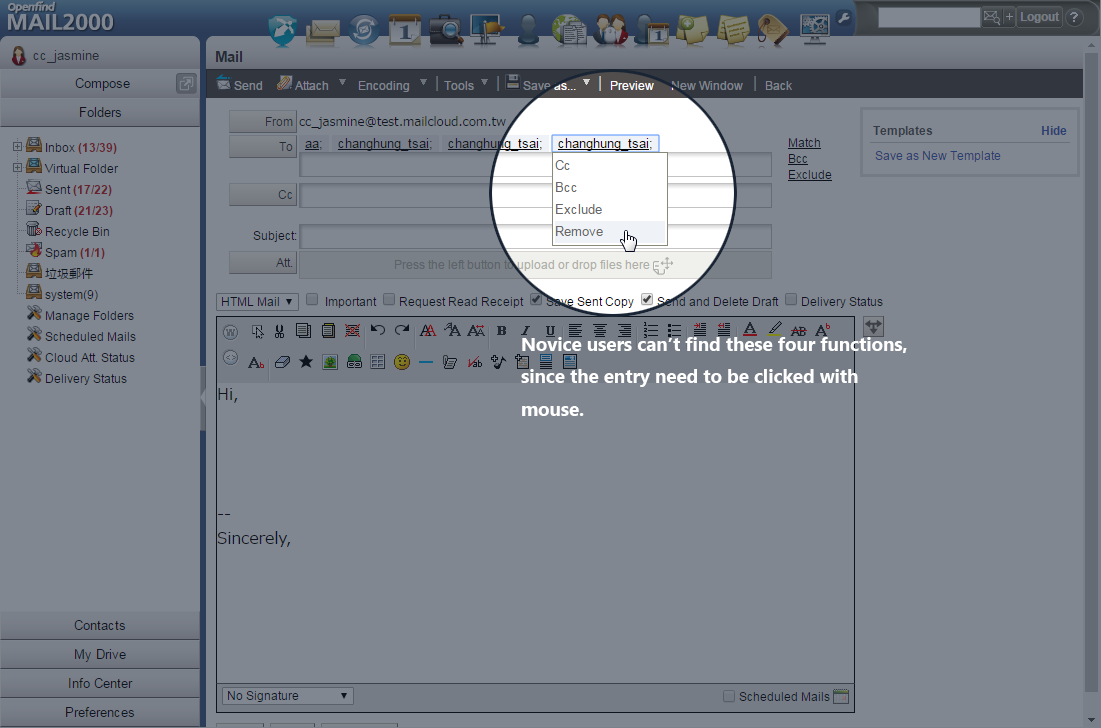 Openfind
MAIL2000
Logout
?
cc_jasmine
Compose
Folders
Inbox (13/39)
Virtual Folder
Sent (17/22)
Draft (21/23)
Recycle Bin
Spam (1/1)
垃圾郵件
system(9)
Manage Folders
Scheduled Mails
Cloud Att. Status
Delivery Status
Contacts
My Drive
Info Center
Preferences
Mail
Send Attach Encoding Tools Save as... Preview New Window Back
From cc_jasmine@test.mailcloud.com.tw
To aa; changhung_tsai; changhung_tsai; changhung_tsai;
Match
Bcc
Exclude
Cc
Bcc
Exclude
Remove
Cc
Subject:
Att. Press the left button to upload or drop files here
Templates Hide
Save as New Template
HTML Mail Important Request Read Receipt Save Sent Copy Send and Delete Draft Delivery Status
Novice users can't find these four functions,
since the entry need to be clicked with
mouse.
Hi,
--
Sincerely,
No Signature
Scheduled Mails